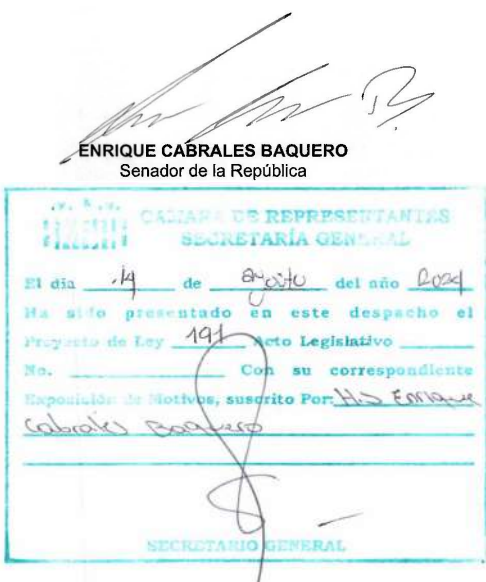 ENRIQUE CABRALES BAQUERO
Senador de la República
CAMARA DE REPRESENTANTES
SECRETARÍA GENERAL
El día 14 de agosto del año 2024
Ha sido presentado en este despacho el
Proyecto de Ley 191 Acto Legislativo
No. Con su correspondiente
Exposición de Motivos, suscrito Por: H.S Enrique
Cabrales Baquero
SECRETARIO GENERAL